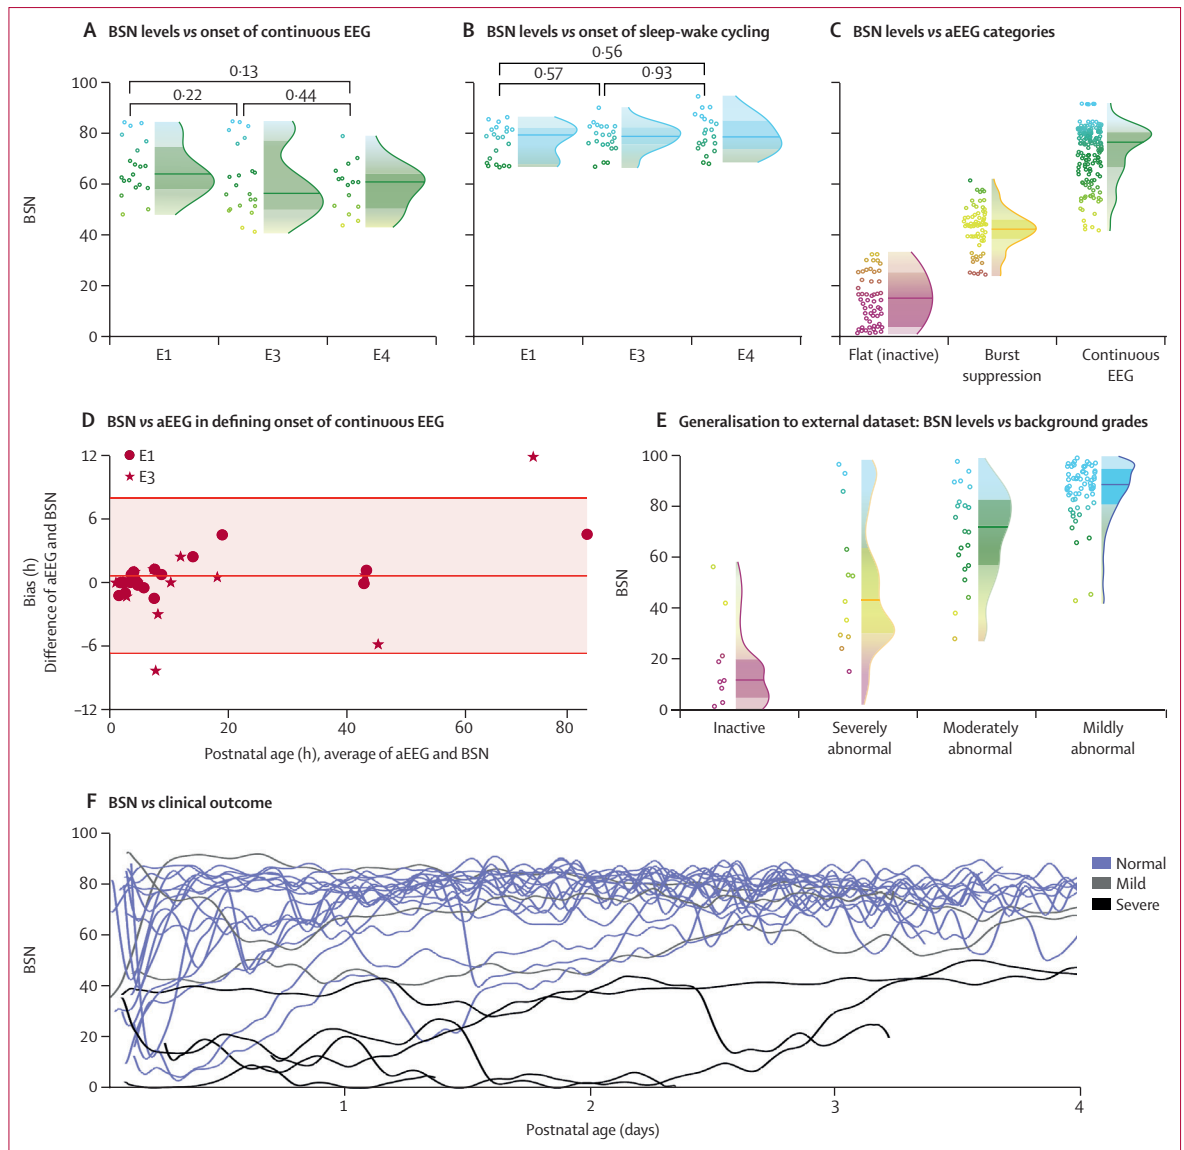 A BSN levels vs onset of continuous EEG
BSN
100
80
60
40
20
0
0·13
0·22
0·44
E1
E3
E4
B BSN levels vs onset of sleep-wake cycling
0·56
0·57
0·93
E1
E3
E4
C BSN levels vs aEEG categories
Flat (inactive)
Burst
suppression
Continuous
EEG
D BSN vs aEEG in defining onset of continuous EEG
Bias (h)
Difference of aEEG and BSN
12
6
0
–6
–12
E1
E3
0
20
40
60
80
Postnatal age (h), average of aEEG and BSN
E Generalisation to external dataset: BSN levels vs background grades
BSN
100
80
60
40
20
0
Inactive
Severely
abnormal
Moderately
abnormal
Mildly
abnormal
F BSN vs clinical outcome
BSN
100
80
60
40
20
0
Normal
Mild
Severe
1
2
3
4
Postnatal age (days)